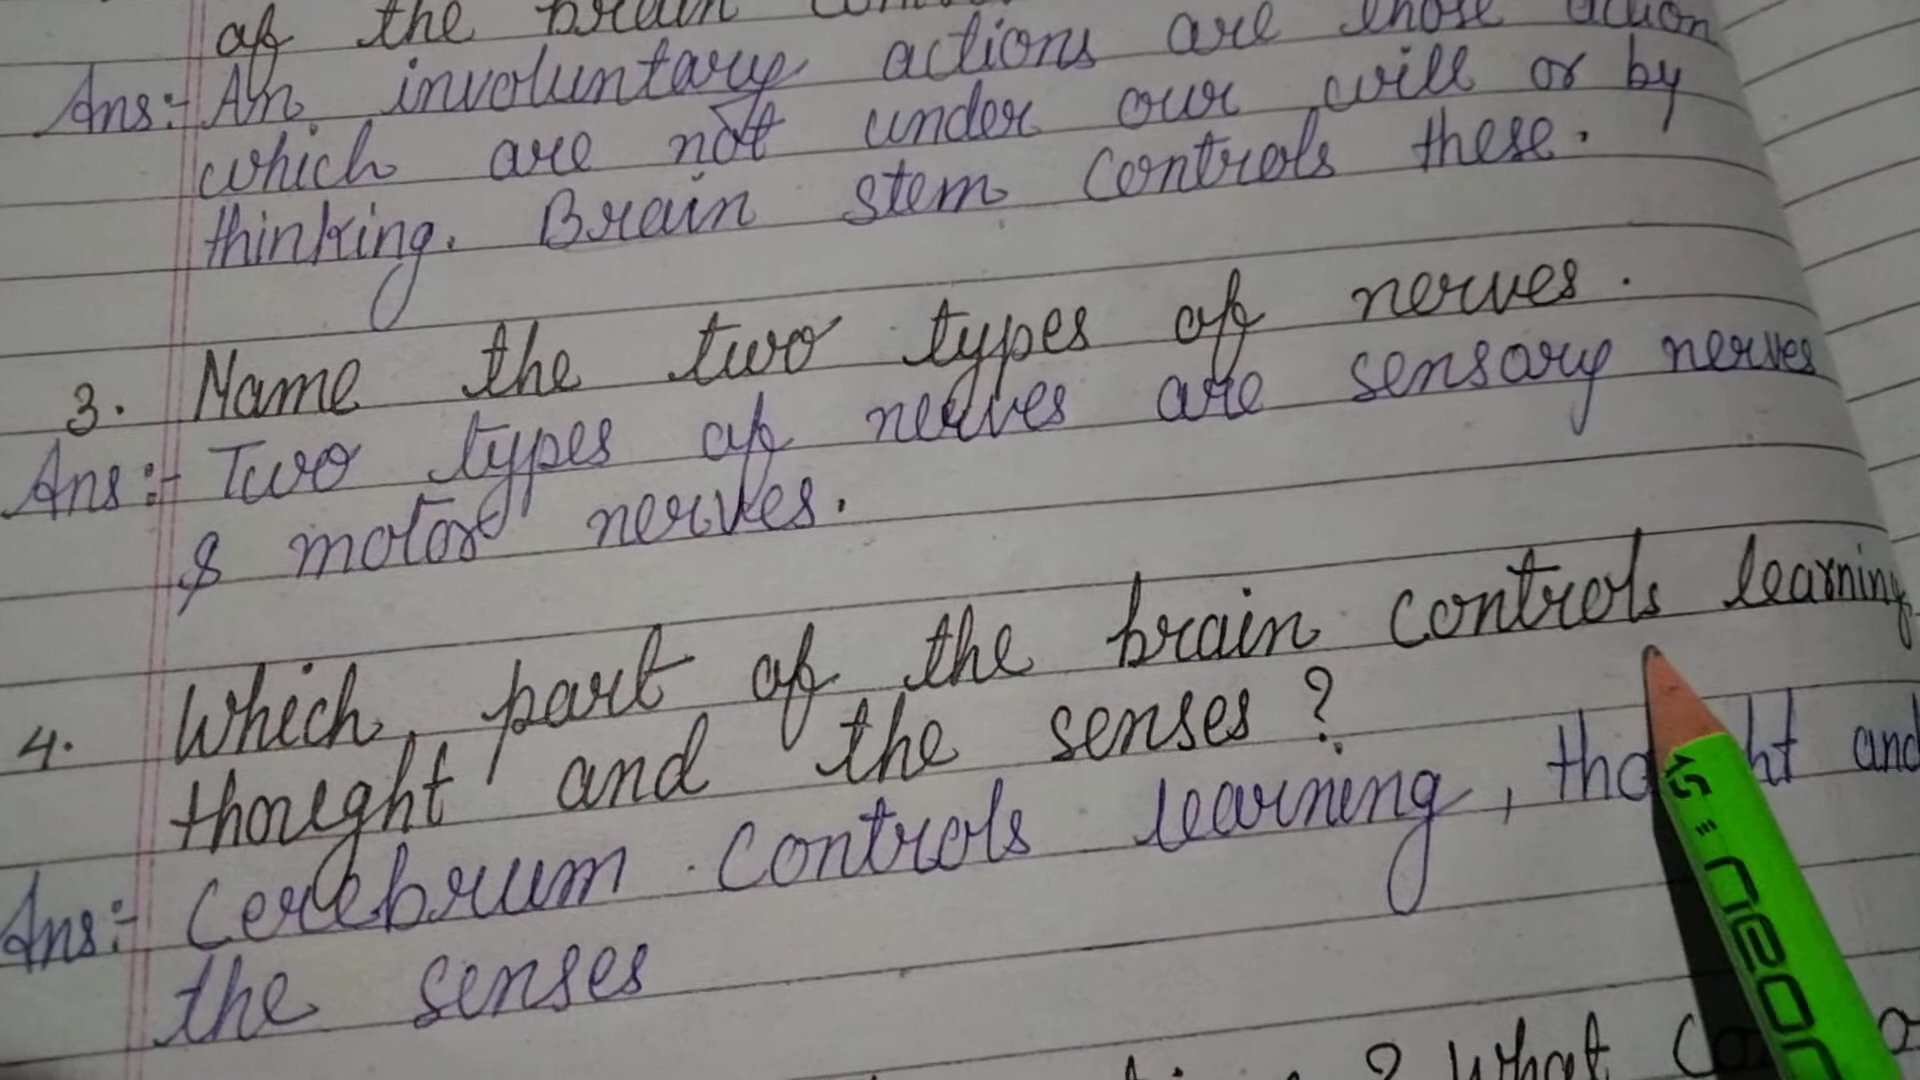 of the brain
Ans:- An involuntary actions are those action
which are not under our will or by
thinking. Brain stem controls these.
3. Name the two types of nerves.
Ans:- Two types of nerves are sensory nerves
& motor nerves.
4. Which part of the brain controls learning
thought and the senses?
Ans:- Cerebrum controls learning, and
the senses
? What
neon